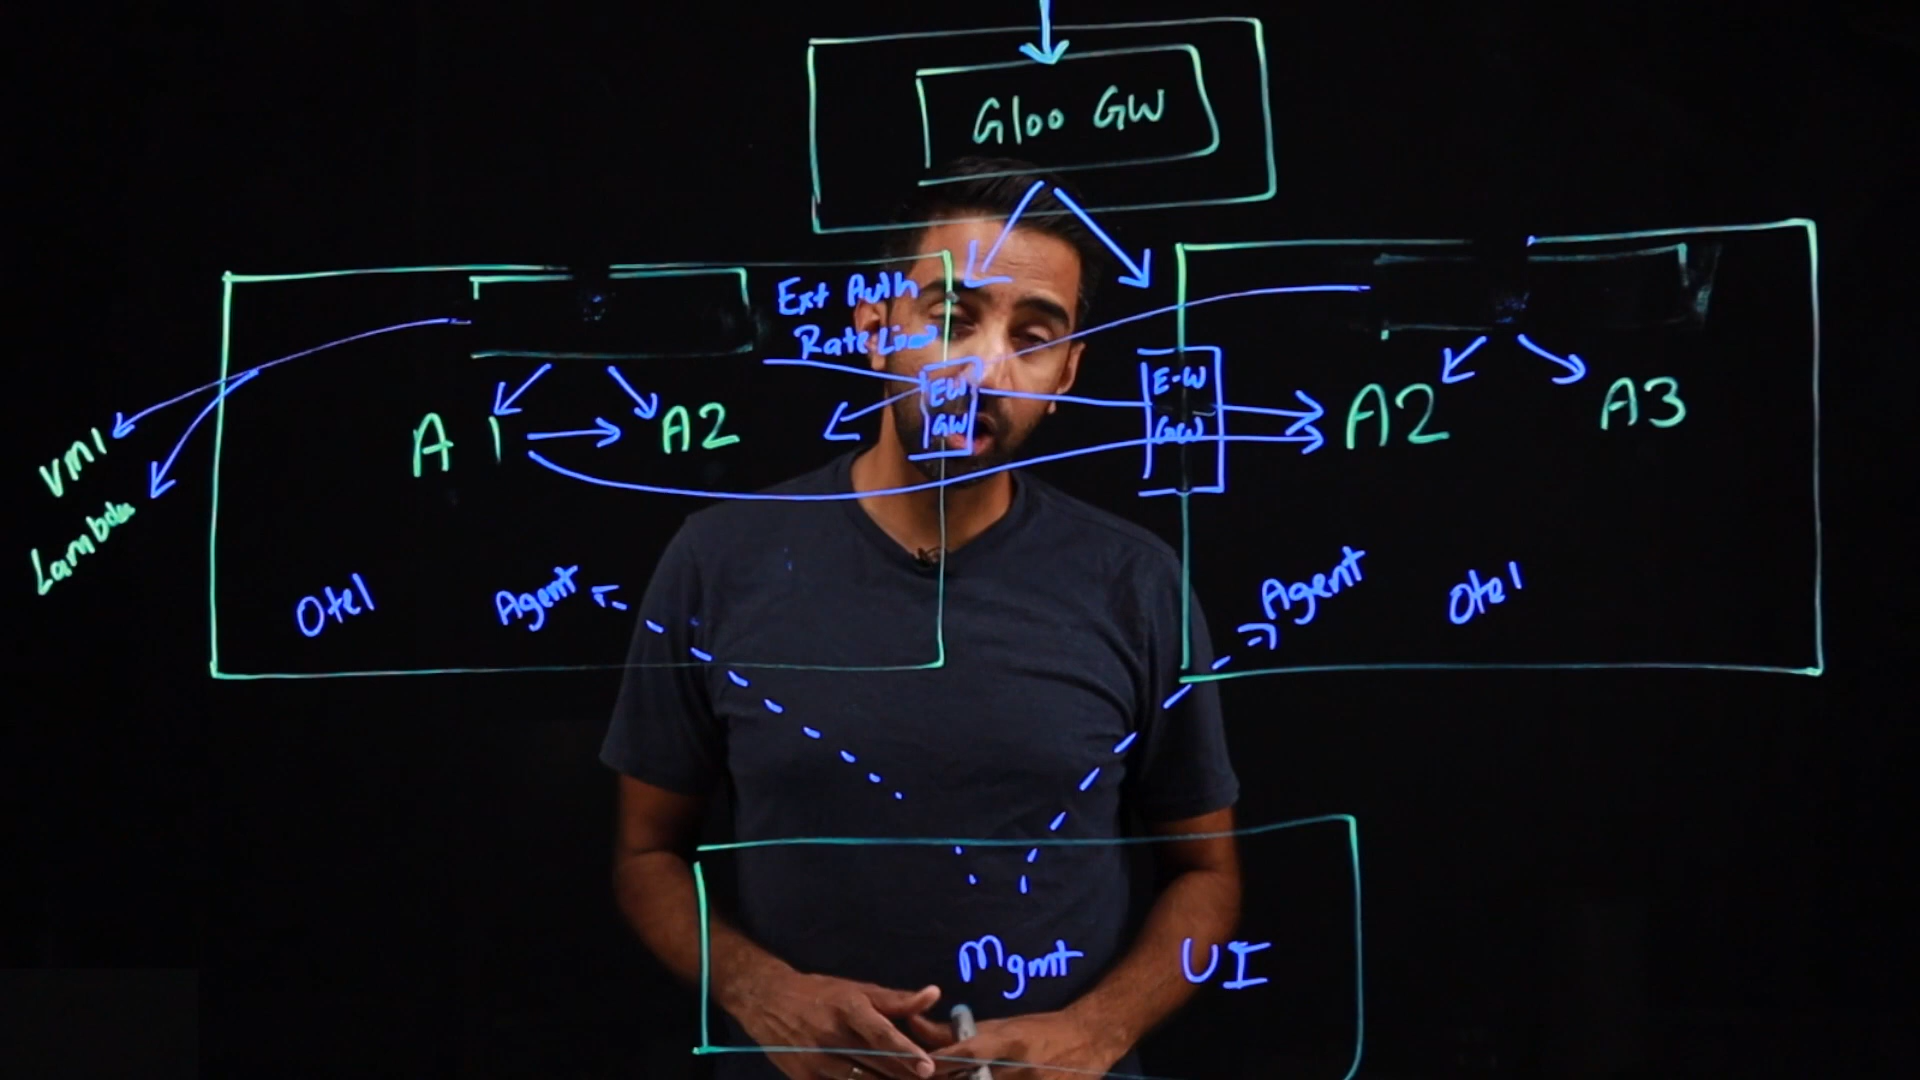 Gloo GW
Ext Auth
Rate Lim
EW
GW
E-W
GW
A1
A2
A2
A3
VM1
Lambda
Otel
Agent
Agent
Otel
Mgmt
UI